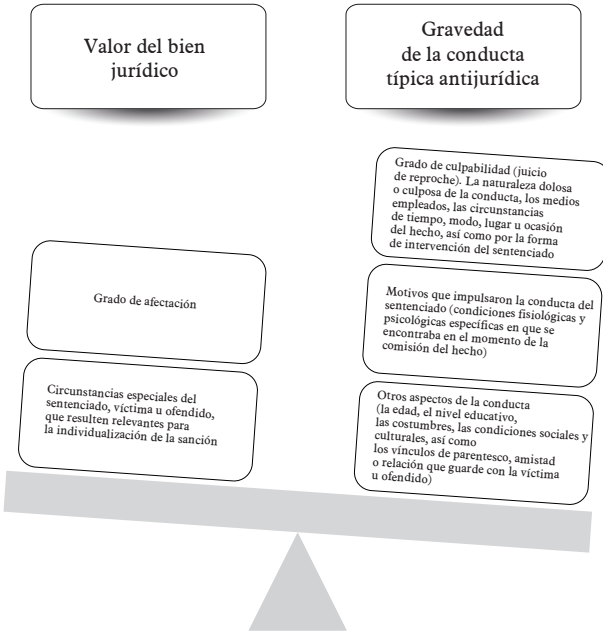 Valor del bien
jurídico
Gravedad
de la conducta
típica antijurídica
Grado de afectación
Circunstancias especiales del
sentenciado, víctima u ofendido,
que resulten relevantes para
la individualización de la sanción
Grado de culpabilidad (juicio
de reproche). La naturaleza dolosa
o culposa de la conducta, los medios
empleados, las circunstancias
de tiempo, modo, lugar u ocasión
del hecho, así como por la forma
de intervención del sentenciado
Motivos que impulsaron la conducta del
sentenciado (condiciones fisiológicas y
psicológicas específicas en que se
encontraba en el momento de la
comisión del hecho)
Otros aspectos de la conducta
(la edad, el nivel educativo,
las costumbres, las condiciones sociales y
culturales, así como
los vínculos de parentesco, amistad
o relación que guarde con la víctima
u ofendido)